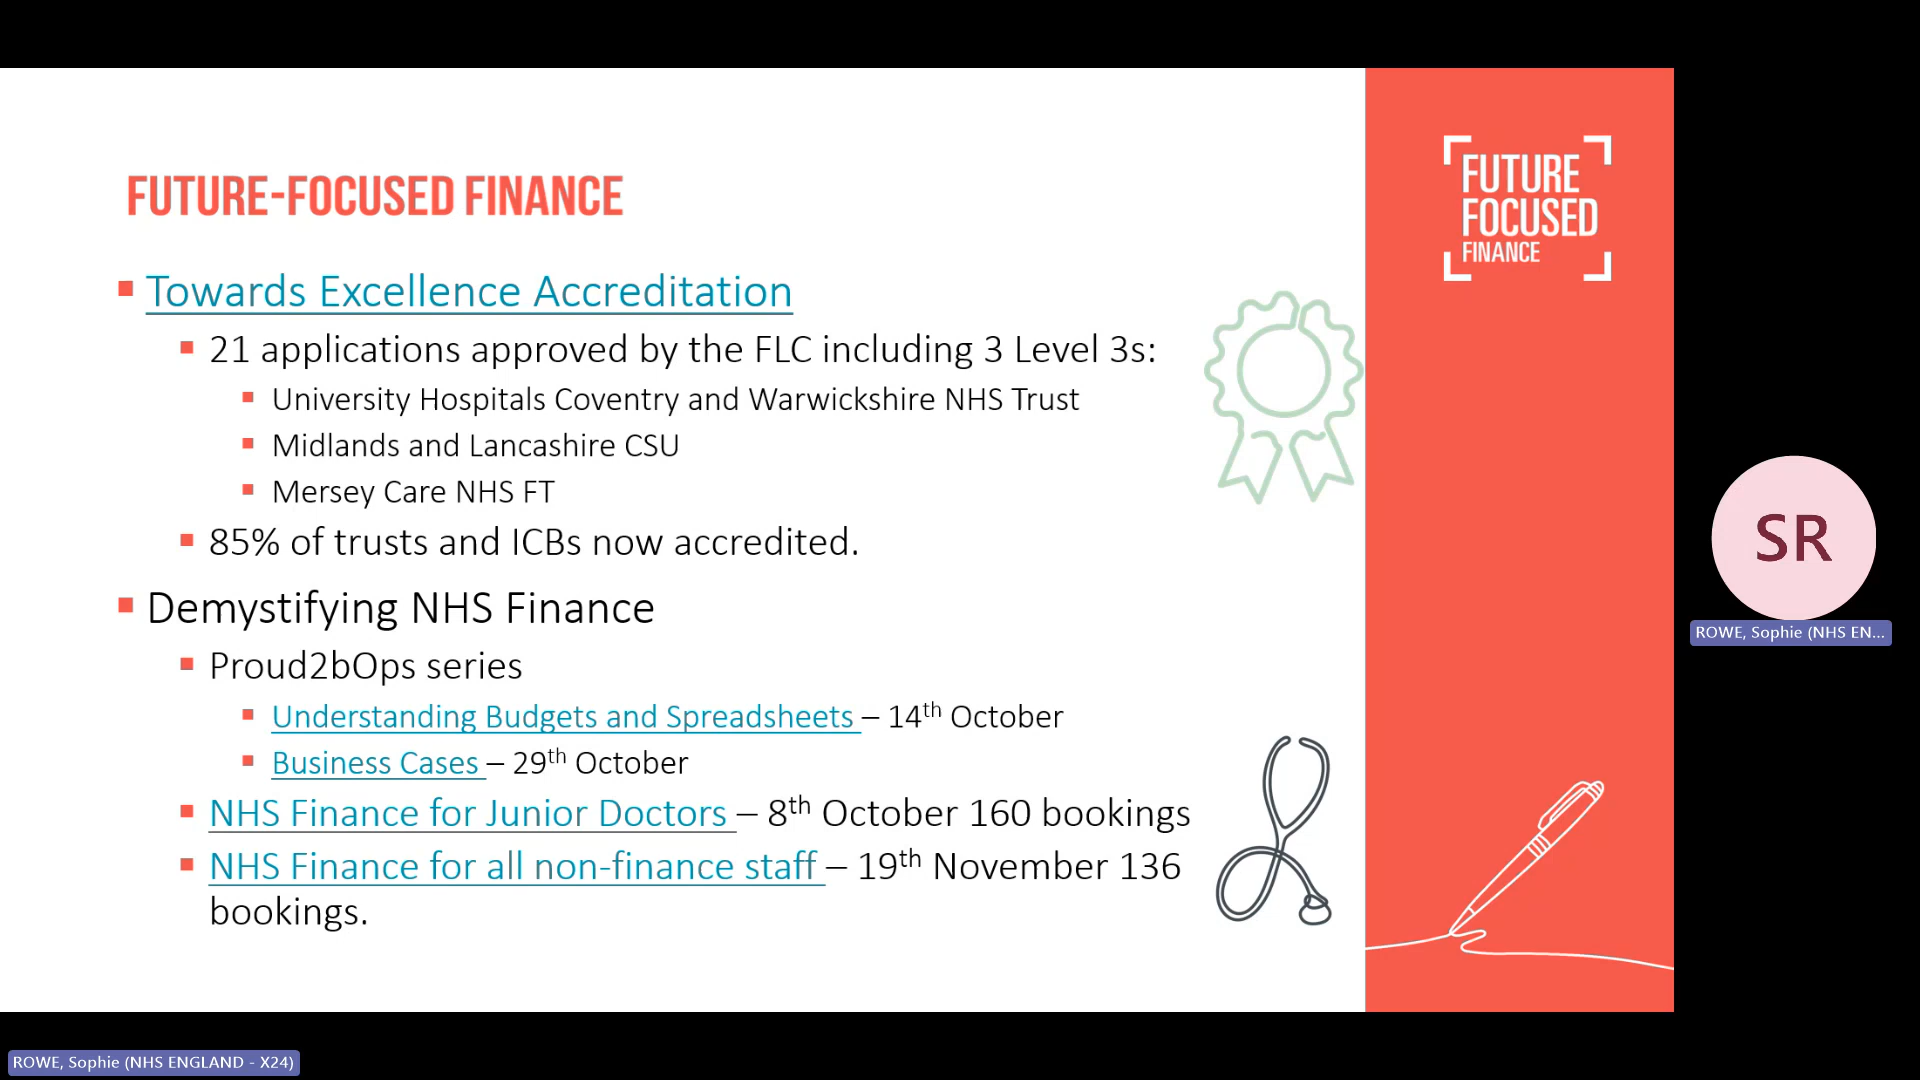 FUTURE-FOCUSED FINANCE
Towards Excellence Accreditation
21 applications approved by the FLC including 3 Level 3s:
University Hospitals Coventry and Warwickshire NHS Trust
Midlands and Lancashire CSU
Mersey Care NHS FT
85% of trusts and ICBs now accredited.
Demystifying NHS Finance
Proud2bOps series
Understanding Budgets and Spreadsheets – 14th October
Business Cases – 29th October
NHS Finance for Junior Doctors – 8th October 160 bookings
NHS Finance for all non-finance staff – 19th November 136
bookings.
FUTURE
FOCUSED
FINANCE
SR
ROWE, Sophie (NHS EN...
ROWE, Sophie (NHS ENGLAND - X24)